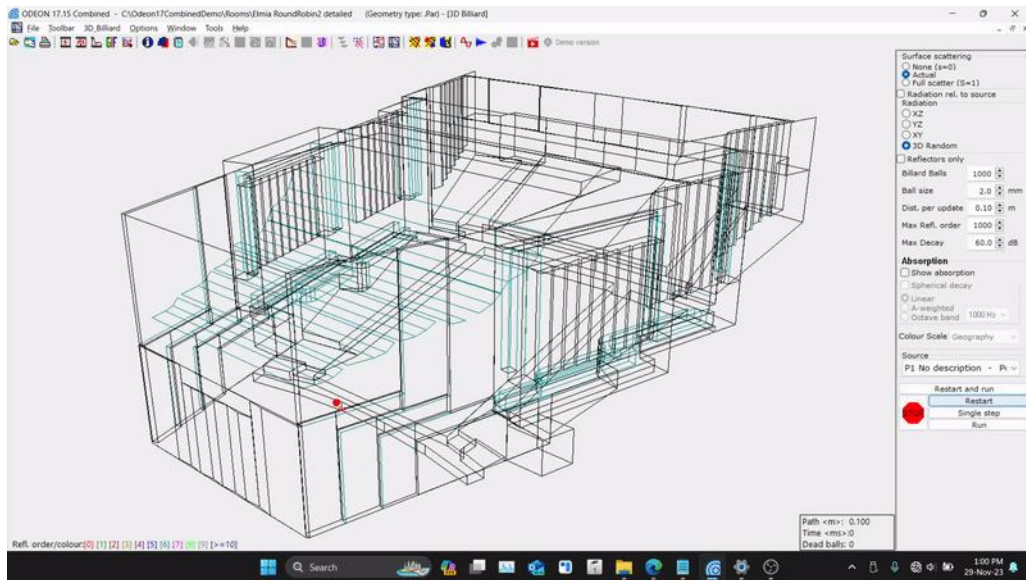 ODEON 17.15 Combined - C:\Odeon17CombinedDemo\Rooms\Elmia RoundRobin2 detailed (Geometry type: .Par) - [3D Billiard]
File Toolbar 3D_Billiard Options Window Tools Help
Demo version
Surface scattering
None (s=0)
Actual
Full scatter (S=1)
Radiation rel. to source
Radiation
XZ
YZ
XY
3D Random
Reflectors only
Billard Balls 1000
Ball size 2.0 mm
Dist. per update 0.10 m
Max Refl. order 1000
Max Decay 60.0 dB
Absorption
Show absorption
Spherical decay
Linear
A-weighted
Octave band 1000 Hz
Colour Scale Geography
Source
P1 No description - P
Restart and run
Restart
Single step
Run
Path <m>: 0.100
Time <ms>:0
Dead balls: 0
Refl. order/colour:[0] [1] [2] [3] [4] [5] [6] [7] [8] [9] [>=10]
Search
1:00 PM
29-Nov-23